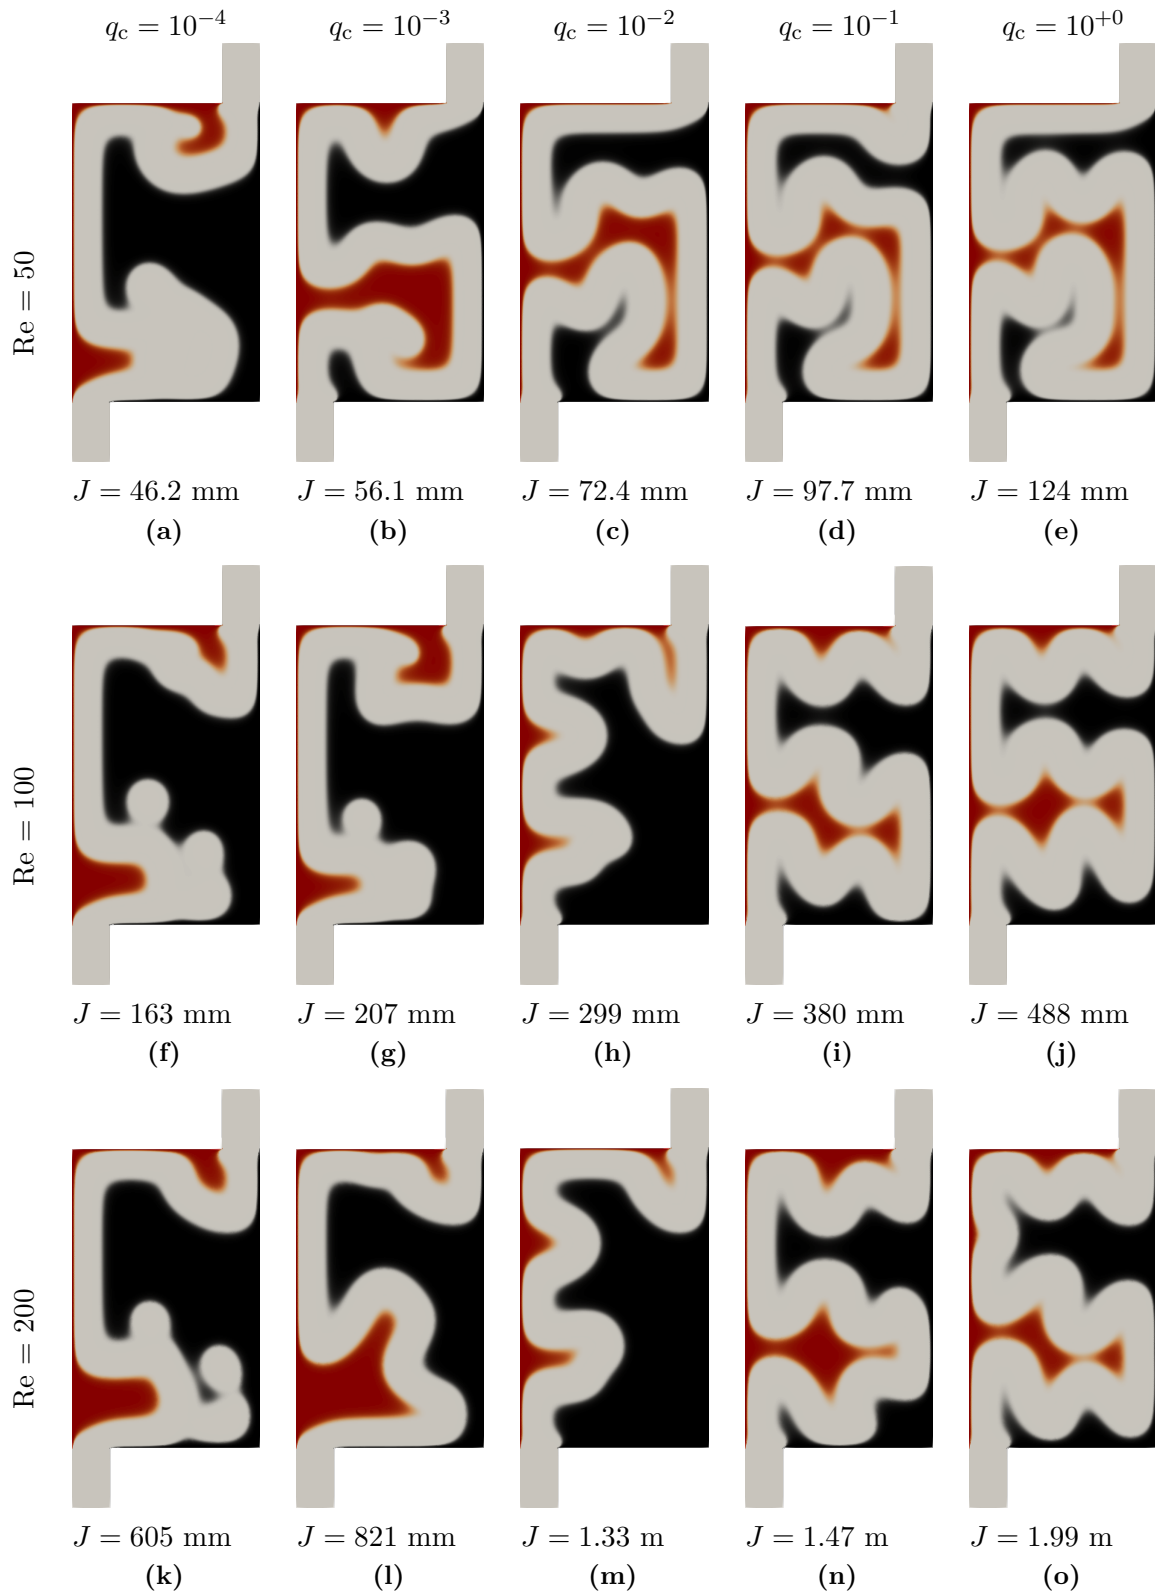 q_c = 10^{-4} q_c = 10^{-3} q_c = 10^{-2} q_c = 10^{-1} q_c = 10^{+0}
Re = 50
J = 46.2 mm J = 56.1 mm J = 72.4 mm J = 97.7 mm J = 124 mm
(a) (b) (c) (d) (e)
Re = 100
J = 163 mm J = 207 mm J = 299 mm J = 380 mm J = 488 mm
(f) (g) (h) (i) (j)
Re = 200
J = 605 mm J = 821 mm J = 1.33 m J = 1.47 m J = 1.99 m
(k) (l) (m) (n) (o)